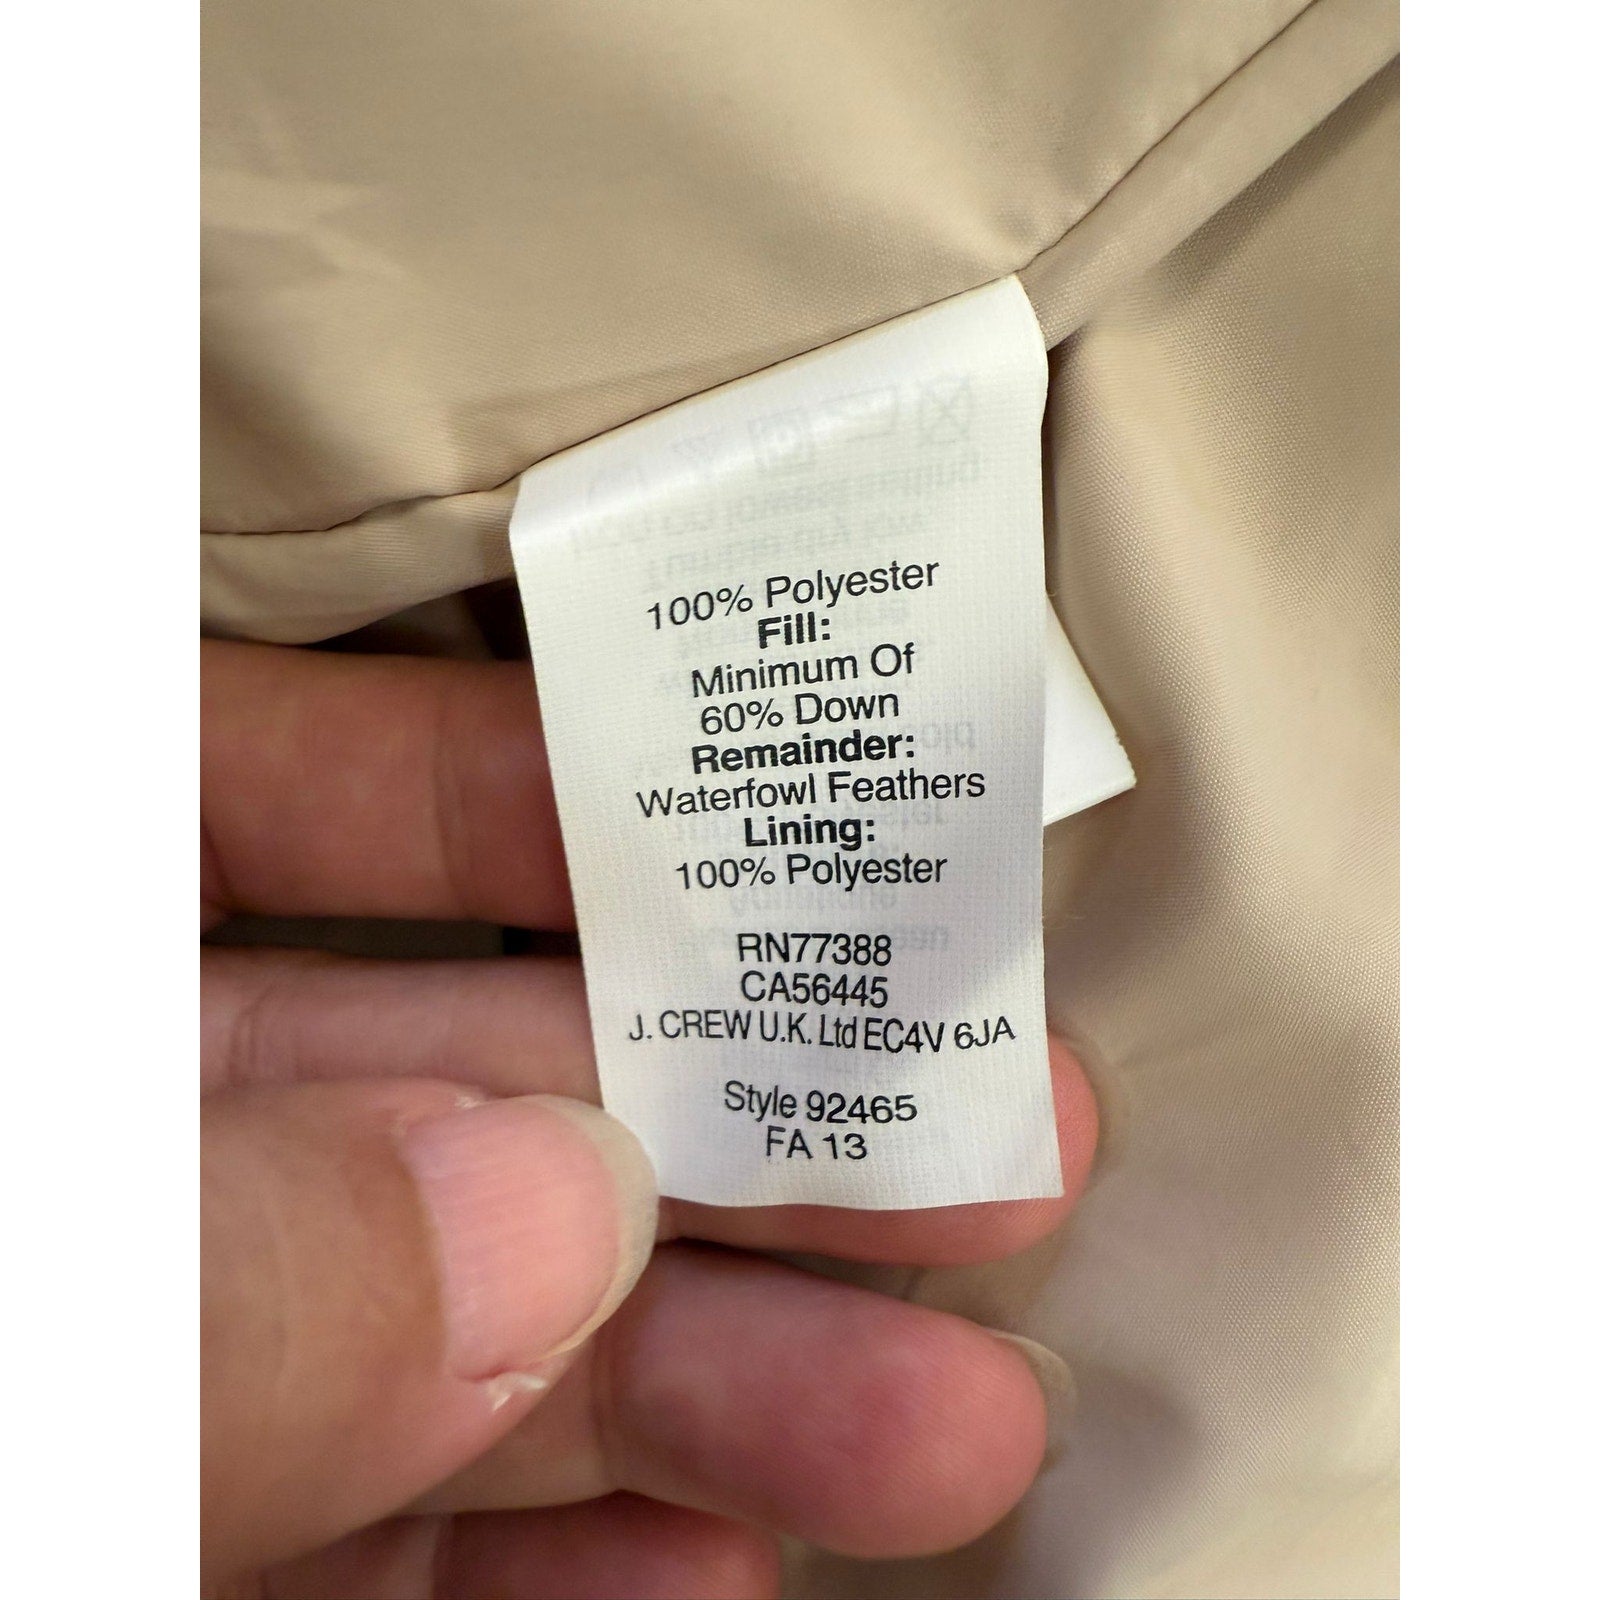 100% Polyester
Fill:
Minimum Of
60% Down
Remainder:
Waterfowl Feathers
Lining:
100% Polyester
RN77388
CA56445
J. CREW U.K. Ltd EC4V 6JA
Style 92465
FA 13